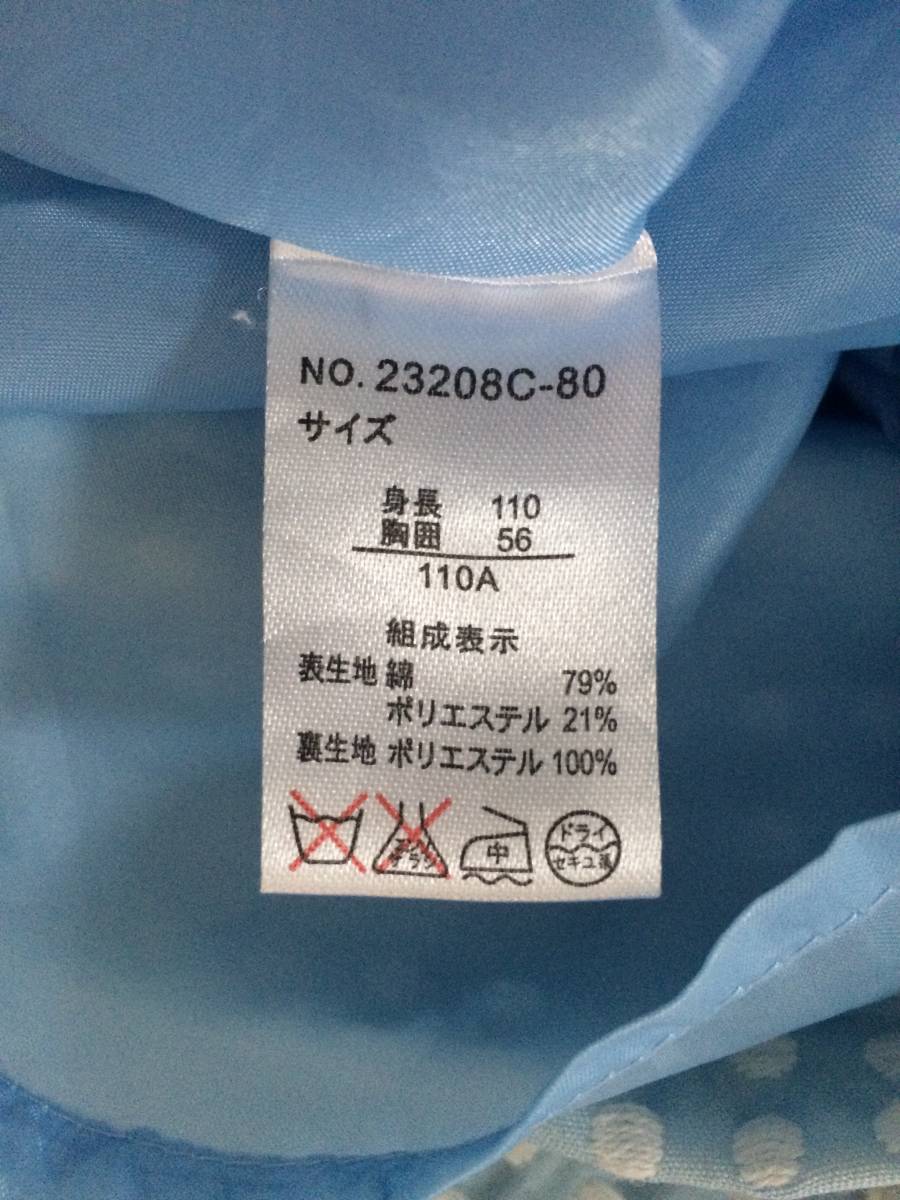 NO. 23208C-80
サイズ
身長 110
胸囲 56
110A
組成表示
表生地 綿 79%
ポリエステル 21%
裏生地 ポリエステル 100%
中
ドライ
セキユ系